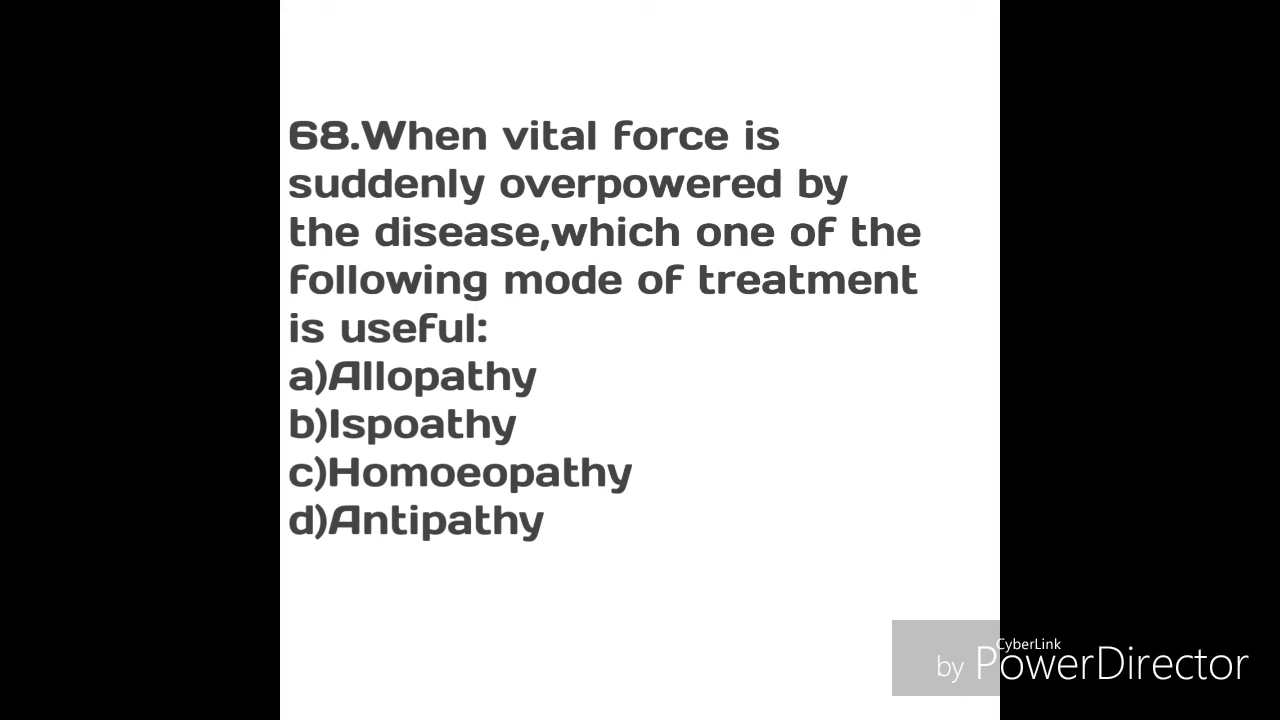 68.When vital force is
suddenly overpowered by
the disease,which one of the
following mode of treatment
is useful:
a)Allopathy
b)Ispoathy
c)Homoeopathy
d)Antipathy
CyberLink
by PowerDirector